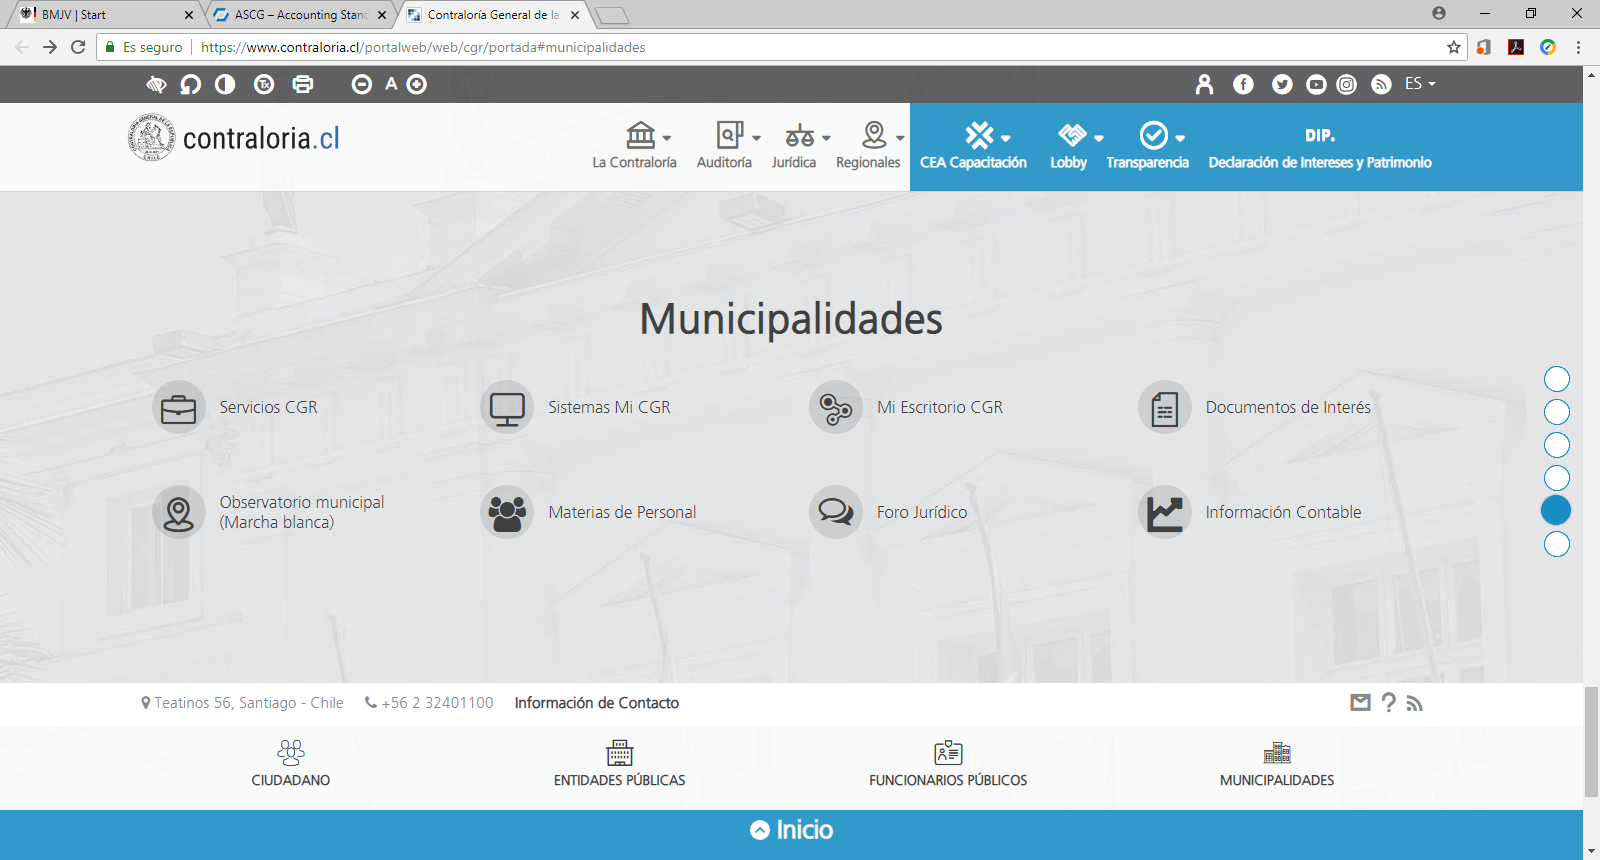 BMJV | Start
ASCG – Accounting Stand
Contraloría General de la
Es seguro
https://www.contraloria.cl/portalweb/web/cgr/portada#municipalidades
Tx
A
ES
contraloria.cl
La Contraloría
Auditoría
Jurídica
Regionales
CEA Capacitación
Lobby
Transparencia
DIP.
Declaración de Intereses y Patrimonio
Municipalidades
Servicios CGR
Sistemas Mi CGR
Mi Escritorio CGR
Documentos de Interés
Observatorio municipal
(Marcha blanca)
Materias de Personal
Foro Jurídico
Información Contable
Teatinos 56, Santiago - Chile
+56 2 32401100
Información de Contacto
CIUDADANO
ENTIDADES PÚBLICAS
FUNCIONARIOS PÚBLICOS
MUNICIPALIDADES
Inicio